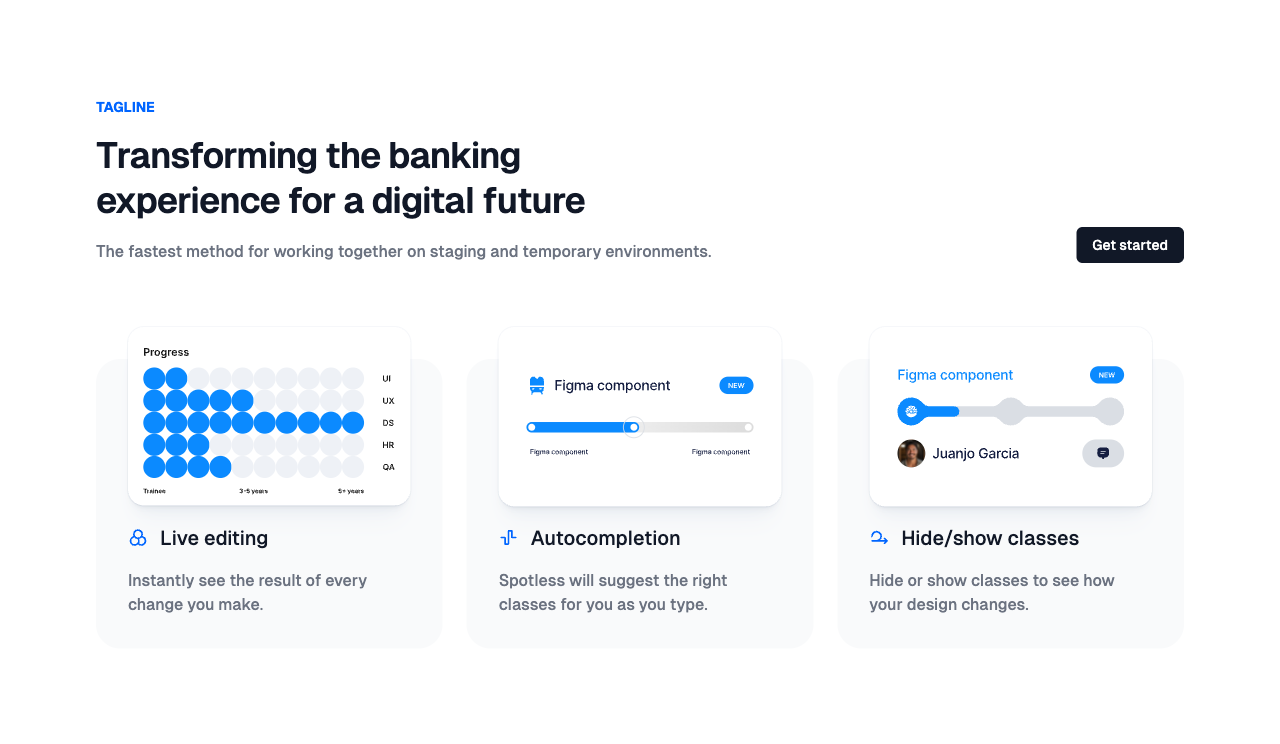 TAGLINE
Transforming the banking
experience for a digital future
The fastest method for working together on staging and temporary environments.
Get started
Progress
UI
UX
DS
HR
QA
Trainee 3-5 years 5+ years
Live editing
Instantly see the result of every
change you make.
Figma component NEW
Figma component Figma component
Autocompletion
Spotless will suggest the right
classes for you as you type.
Figma component NEW
Juanjo Garcia
Hide/show classes
Hide or show classes to see how
your design changes.